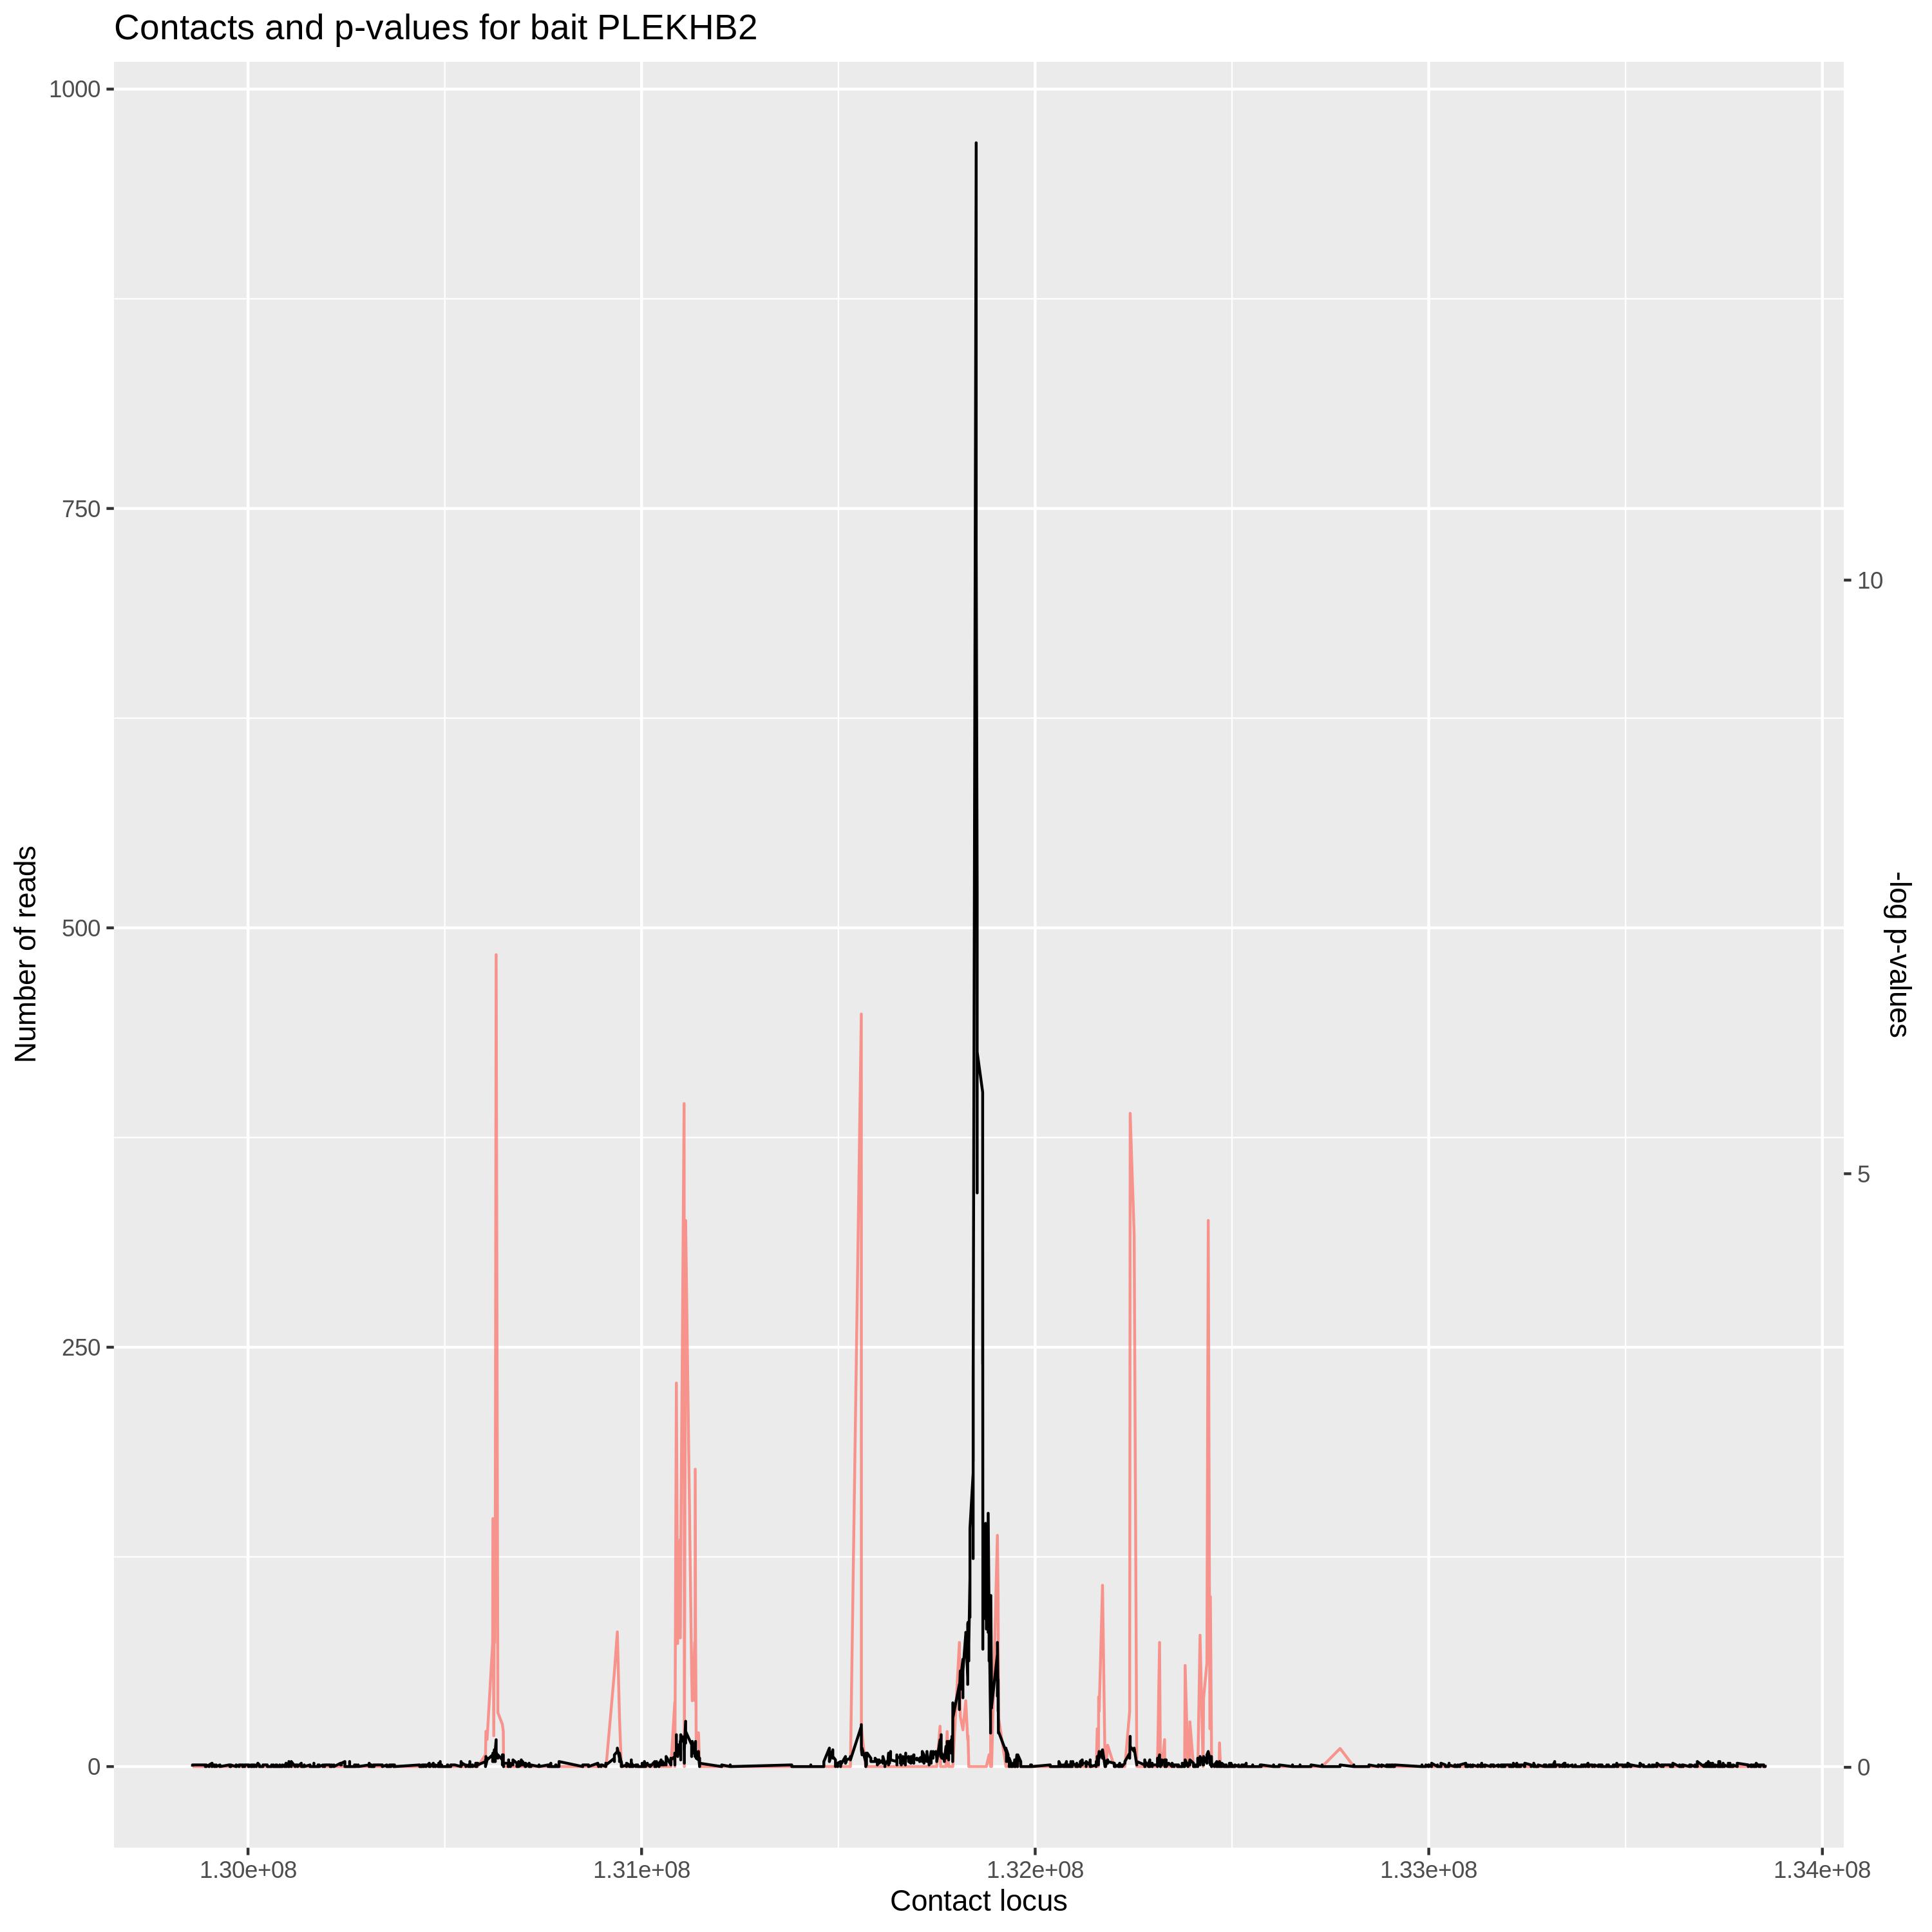 Contacts and p-values for bait PLEKHB2
1000
750
500
250
0
Number of reads
10
5
0
-log p-values
1.30e+08
1.31e+08
1.32e+08
1.33e+08
1.34e+08
Contact locus